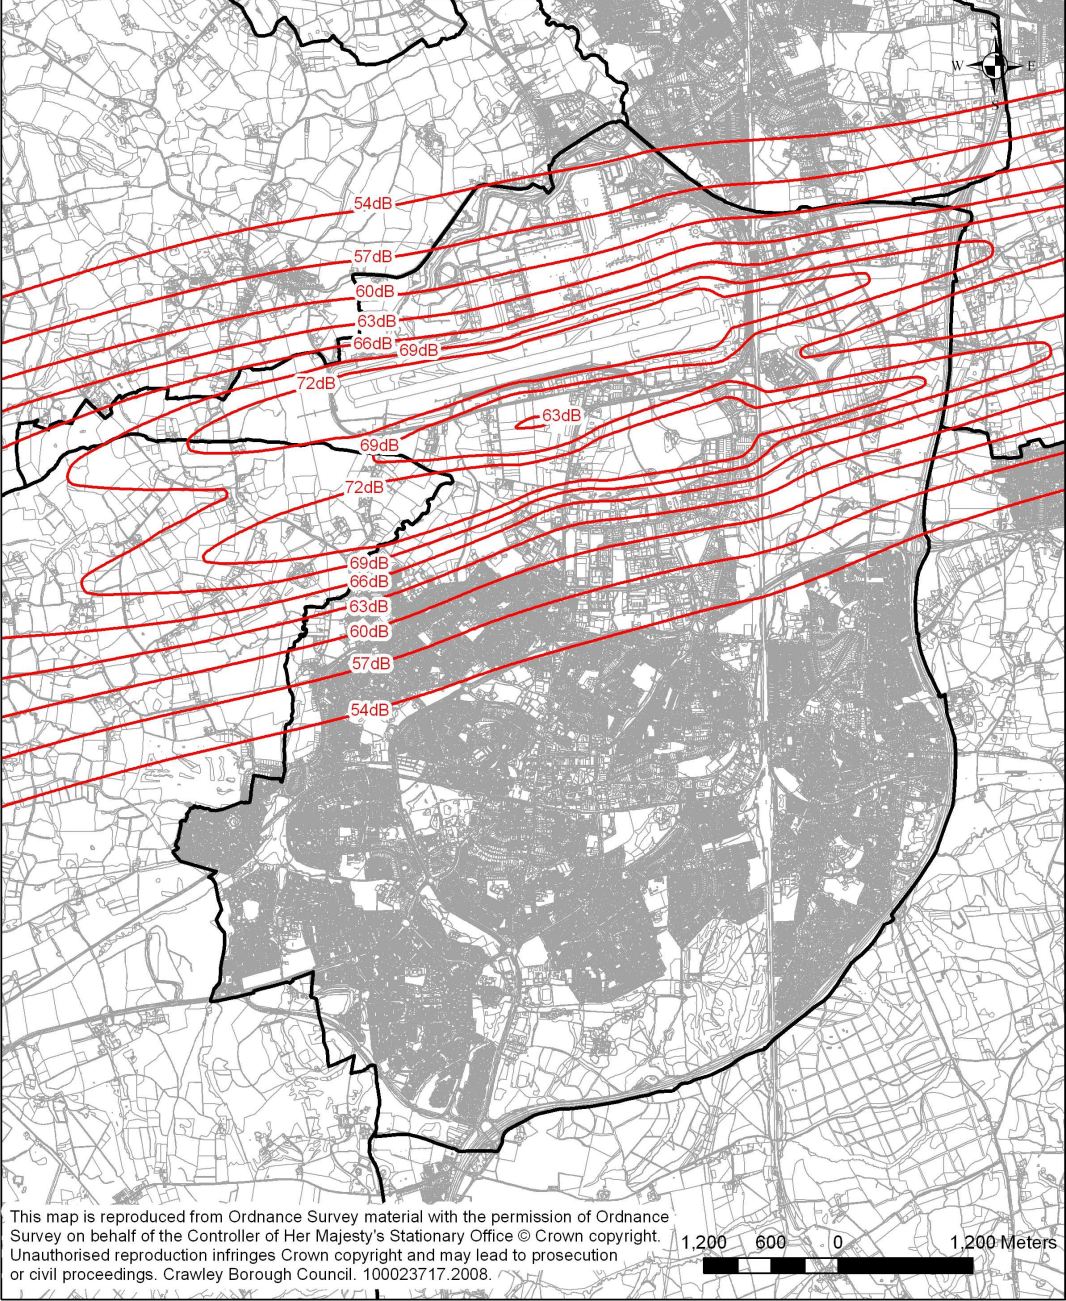 N
W E
S
54dB
57dB
60dB
63dB
66dB
69dB
72dB
63dB
69dB
72dB
69dB
66dB
63dB
60dB
57dB
54dB
This map is reproduced from Ordnance Survey material with the permission of Ordnance
Survey on behalf of the Controller of Her Majesty's Stationary Office © Crown copyright.
Unauthorised reproduction infringes Crown copyright and may lead to prosecution
or civil proceedings. Crawley Borough Council. 100023717.2008.
1,200 600 0 1,200 Meters